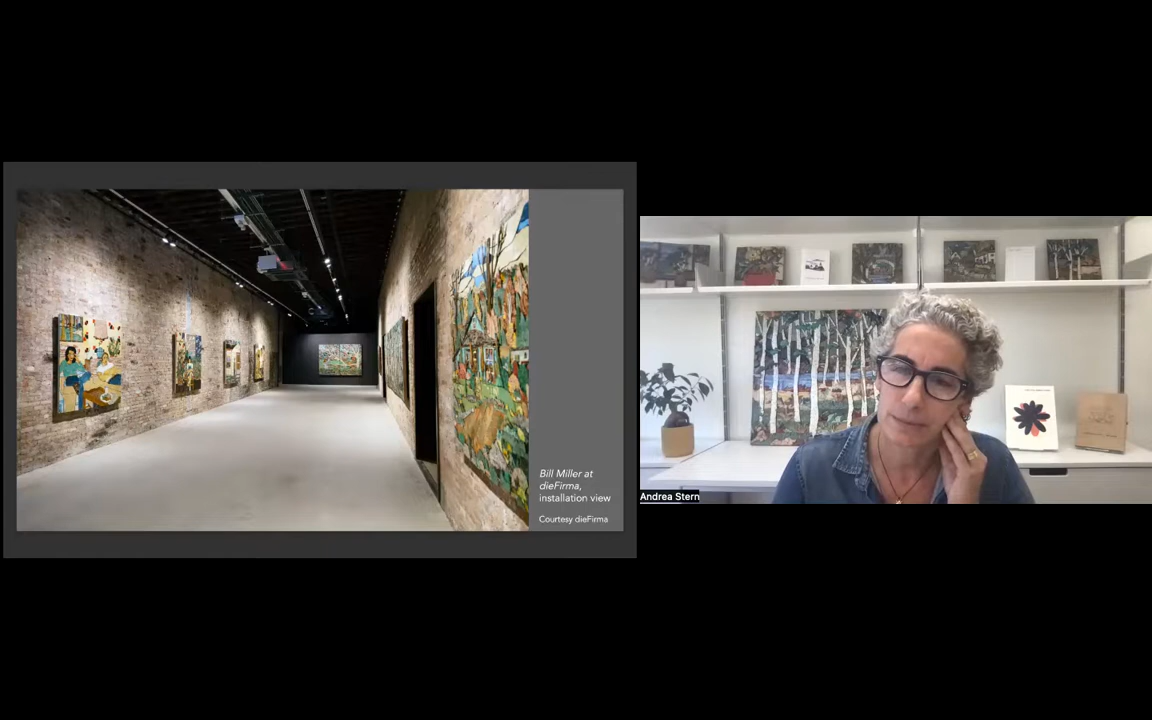 Bill Miller at
dieFirma,
installation view
Courtesy dieFirma
Andrea Stern